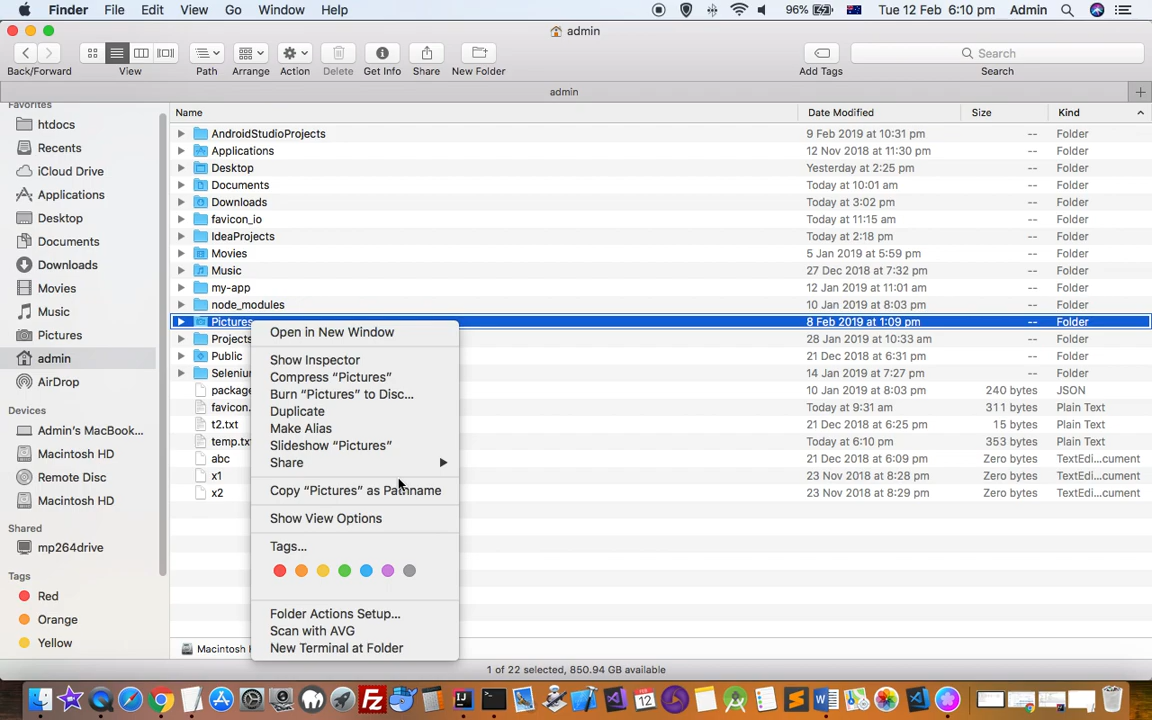 Finder File Edit View Go Window Help 96% Tue 12 Feb 6:10 pm Admin
admin
Back/Forward View Path Arrange Action Delete Get Info Share New Folder Add Tags Search
Search
admin
Favorites
htdocs
Recents
iCloud Drive
Applications
Desktop
Documents
Downloads
Movies
Music
Pictures
admin
AirDrop
Devices
Admin's MacBook...
Macintosh HD
Remote Disc
Macintosh HD
Shared
mp264drive
Tags
Red
Orange
Yellow
Name Date Modified Size Kind
AndroidStudioProjects 9 Feb 2019 at 10:31 pm -- Folder
Applications 12 Nov 2018 at 11:30 pm -- Folder
Desktop Yesterday at 2:25 pm -- Folder
Documents Today at 10:01 am -- Folder
Downloads Today at 3:02 pm -- Folder
favicon_io Today at 11:15 am -- Folder
IdeaProjects Today at 2:18 pm -- Folder
Movies 5 Jan 2019 at 5:59 pm -- Folder
Music 27 Dec 2018 at 7:32 pm -- Folder
my-app 12 Jan 2019 at 11:01 am -- Folder
node_modules 10 Jan 2019 at 8:03 pm -- Folder
Pictures 8 Feb 2019 at 1:09 pm -- Folder
Projects 28 Jan 2019 at 10:33 am -- Folder
Public 21 Dec 2018 at 6:31 pm -- Folder
Seleniu 14 Jan 2019 at 7:27 pm -- Folder
package 10 Jan 2019 at 8:03 pm 240 bytes JSON
favicon. Today at 9:31 am 311 bytes Plain Text
t2.txt 21 Dec 2018 at 6:25 pm 15 bytes Plain Text
temp.tx Today at 6:10 pm 353 bytes Plain Text
abc 21 Dec 2018 at 6:09 pm Zero bytes TextEdi...cument
x1 23 Nov 2018 at 8:28 pm Zero bytes TextEdi...cument
x2 23 Nov 2018 at 8:29 pm Zero bytes TextEdi...cument
Open in New Window
Show Inspector
Compress “Pictures”
Burn “Pictures” to Disc...
Duplicate
Make Alias
Slideshow “Pictures”
Share
Copy “Pictures” as Pathname
Show View Options
Tags...
Folder Actions Setup...
Scan with AVG
New Terminal at Folder
Macintosh
1 of 22 selected, 850.94 GB available